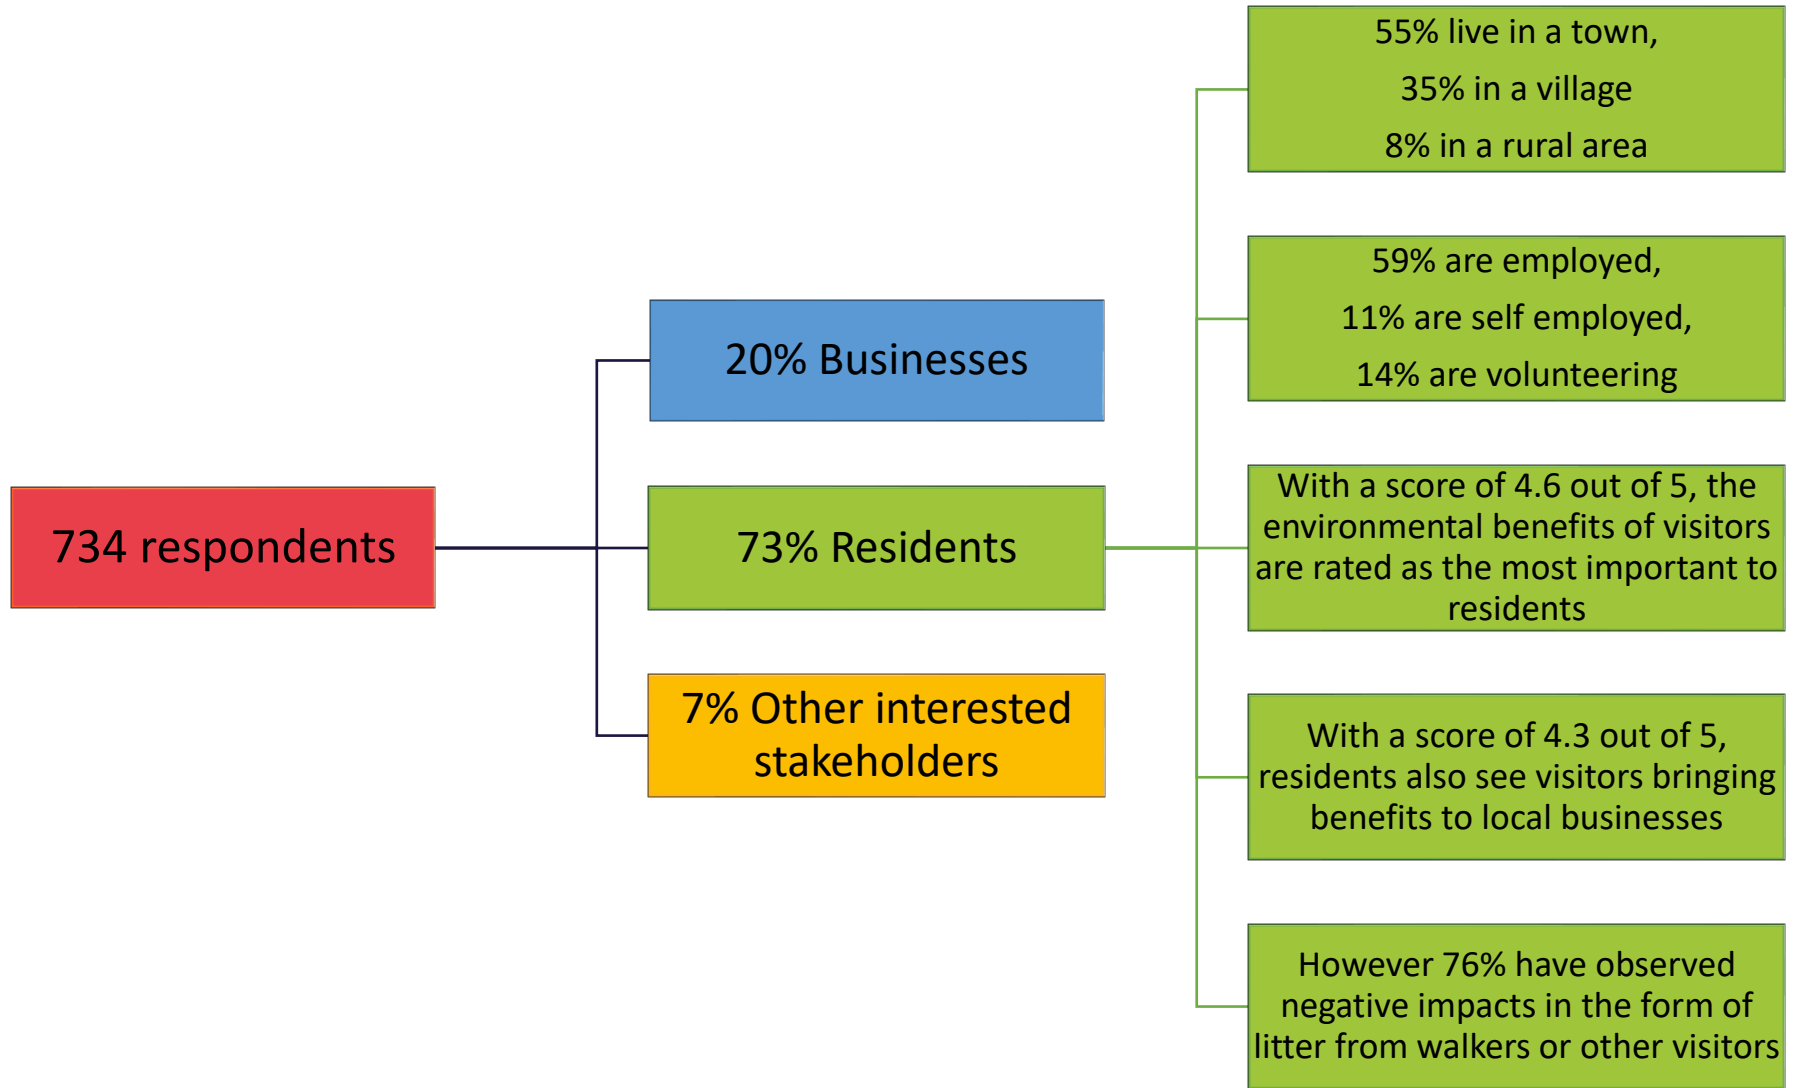 734 respondents
20% Businesses
73% Residents
7% Other interested
stakeholders
55% live in a town,
35% in a village
8% in a rural area
59% are employed,
11% are self employed,
14% are volunteering
With a score of 4.6 out of 5, the
environmental benefits of visitors
are rated as the most important to
residents
With a score of 4.3 out of 5,
residents also see visitors bringing
benefits to local businesses
However 76% have observed
negative impacts in the form of
litter from walkers or other visitors